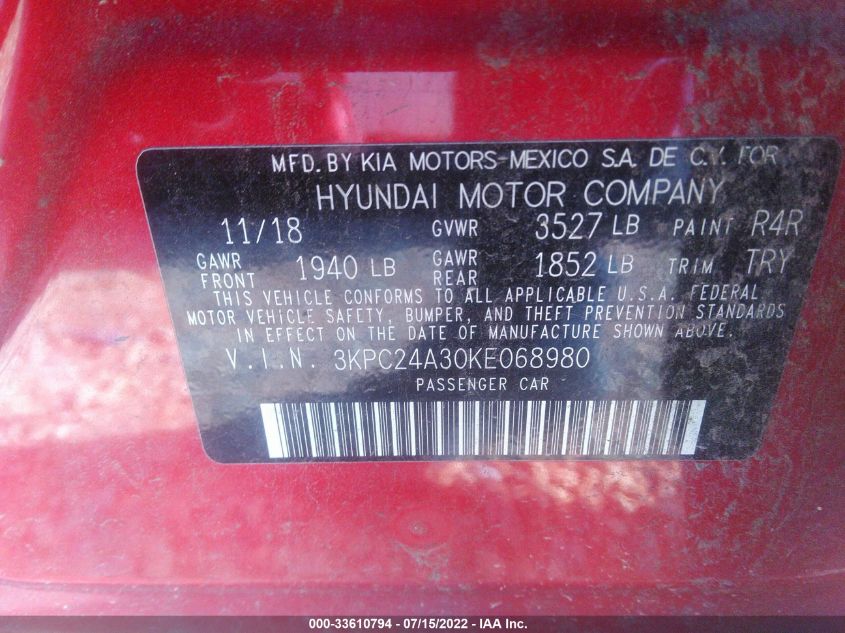 MFD. BY KIA MOTORS-MEXICO S.A. DE C.V. FOR
HYUNDAI MOTOR COMPANY
11/18 GVWR 3527 LB PAINT R4R
GAWR FRONT 1940 LB GAWR REAR 1852 LB TRIM TRY
THIS VEHICLE CONFORMS TO ALL APPLICABLE U.S.A. FEDERAL
MOTOR VEHICLE SAFETY, BUMPER, AND THEFT PREVENTION STANDARDS
IN EFFECT ON THE DATE OF MANUFACTURE SHOWN ABOVE.
V.I.N. 3KPC24A30KE068980
PASSENGER CAR
000-33610794 - 07/15/2022 - IAA Inc.